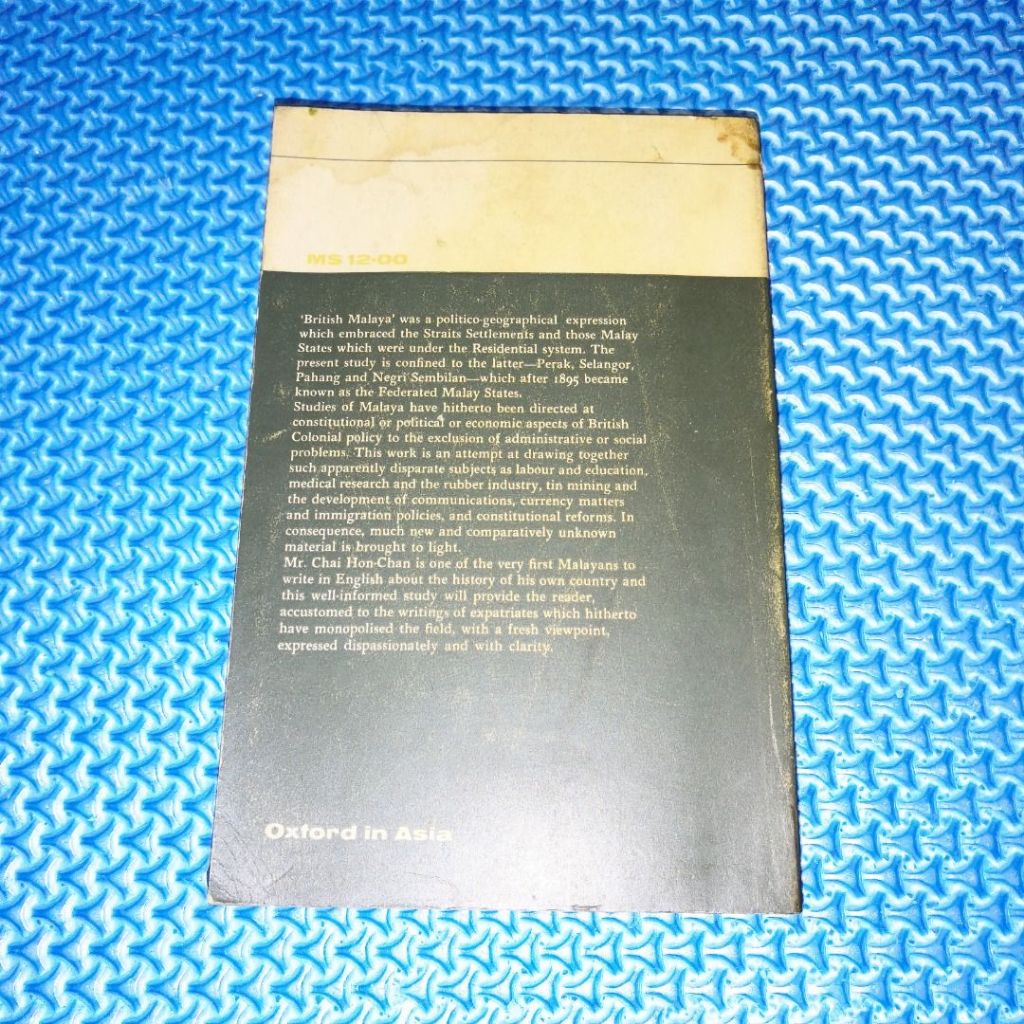 MS 12·00
'British Malaya' was a politico-geographical expression
which embraced the Straits Settlements and those Malay
States which were under the Residential system. The
present study is confined to the latter—Perak, Selangor,
Pahang and Negri Sembilan—which after 1895 became
known as the Federated Malay States.
Studies of Malaya have hitherto been directed at
constitutional or political or economic aspects of British
Colonial policy to the exclusion of administrative or social
problems. This work is an attempt at drawing together
such apparently disparate subjects as labour and education,
medical research and the rubber industry, tin mining and
the development of communications, currency matters
and immigration policies, and constitutional reforms. In
consequence, much new and comparatively unknown
material is brought to light.
Mr. Chai Hon-Chan is one of the very first Malayans to
write in English about the history of his own country and
this well-informed study will provide the reader,
accustomed to the writings of expatriates which hitherto
have monopolised the field, with a fresh viewpoint,
expressed dispassionately and with clarity.
Oxford in Asia